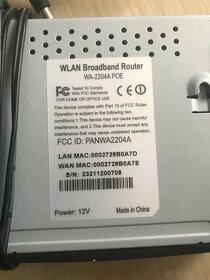 WLAN Broadband Router
WA-2204A POE
Tested To Comply
With FCC Standards
FOR HOME OR OFFICE USE
This device complies with
Part 15 of FCC Rules.
Operation is subject to the
following two conditions:
(1)This device may not cause
harmful interference,
and
(2)This device must accept any
interference received,
including interference that
may cause undesired
operation.
FCC ID: PANWA2204A
LAN MAC:0002729B0A7D
WAN MAC:0002729B0A7E
S/N: 23211200708
Power: 12V
Made in China